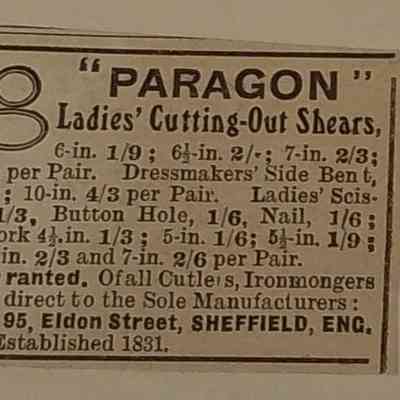 "PARAGON"
Ladies' Cutting-Out Shears,
6-in. 1/9; 6½-in. 2/-; 7-in. 2/3;
per Pair. Dressmakers' Side Bent,
; 10-in. 4/3 per Pair. Ladies' Scis-
1/3, Button Hole, 1/6, Nail, 1/6;
ork 4½.in. 1/3; 5-in. 1/6; 5½-in. 1/9;
in. 2/3 and 7-in. 2/6 per Pair.
ranted. Of all Cutlers, Ironmongers
direct to the Sole Manufacturers:
95, Eldon Street, SHEFFIELD, ENG.
Established 1831.